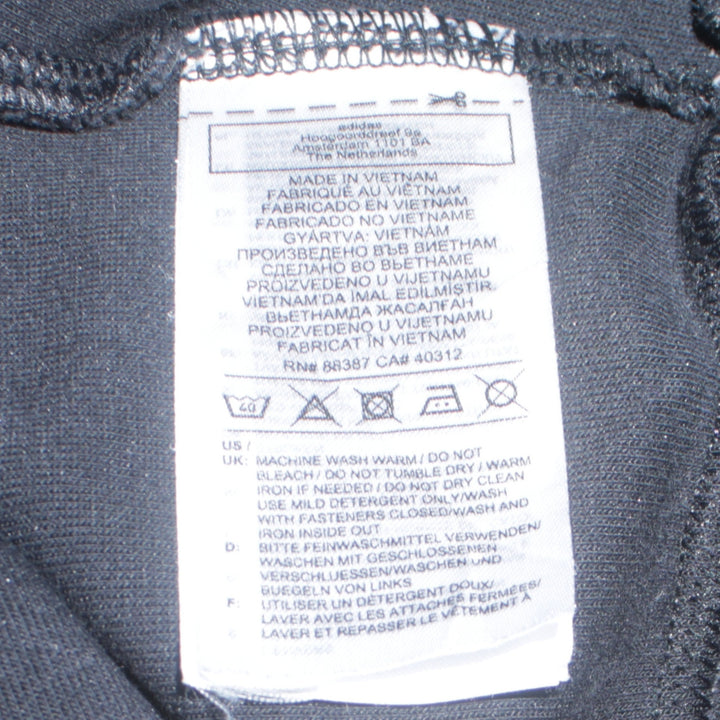 adidas
Hoogoorddreef 9a
Amsterdam 1101 BA
The Netherlands
MADE IN VIETNAM
FABRIQUÉ AU VIÊTNAM
FABRICADO EN VIETNAM
FABRICADO NO VIETNAME
GYÁRTVA: VIETNÁM
ПРОИЗВЕДЕНО ВЪВ ВИЕТНАМ
СДЕЛАНО ВО ВЬЕТНАМЕ
PROIZVEDENO U VIJETNAMU
VIETNAM'DA IMAL EDILMIŞTIR.
ВЬЕТНАМДА ЖАСАЛҒАН
PROIZVEDENO U VIJETNAMU
FABRICAT ÎN VIETNAM
RN# 88387 CA# 40312
40
US /
UK: MACHINE WASH WARM / DO NOT
BLEACH / DO NOT TUMBLE DRY / WARM
IRON IF NEEDED / DO NOT DRY CLEAN
USE MILD DETERGENT ONLY/WASH
WITH FASTENERS CLOSED/WASH AND
IRON INSIDE OUT
D: BITTE FEINWASCHMITTEL VERWENDEN/
WASCHEN MIT GESCHLOSSENEN
VERSCHLUESSEN/WASCHEN UND
BUEGELN VON LINKS
F: UTILISER UN DÉTERGENT DOUX/
LAVER AVEC LES ATTACHES FERMÉES/
LAVER ET REPASSER LE VÊTEMENT À